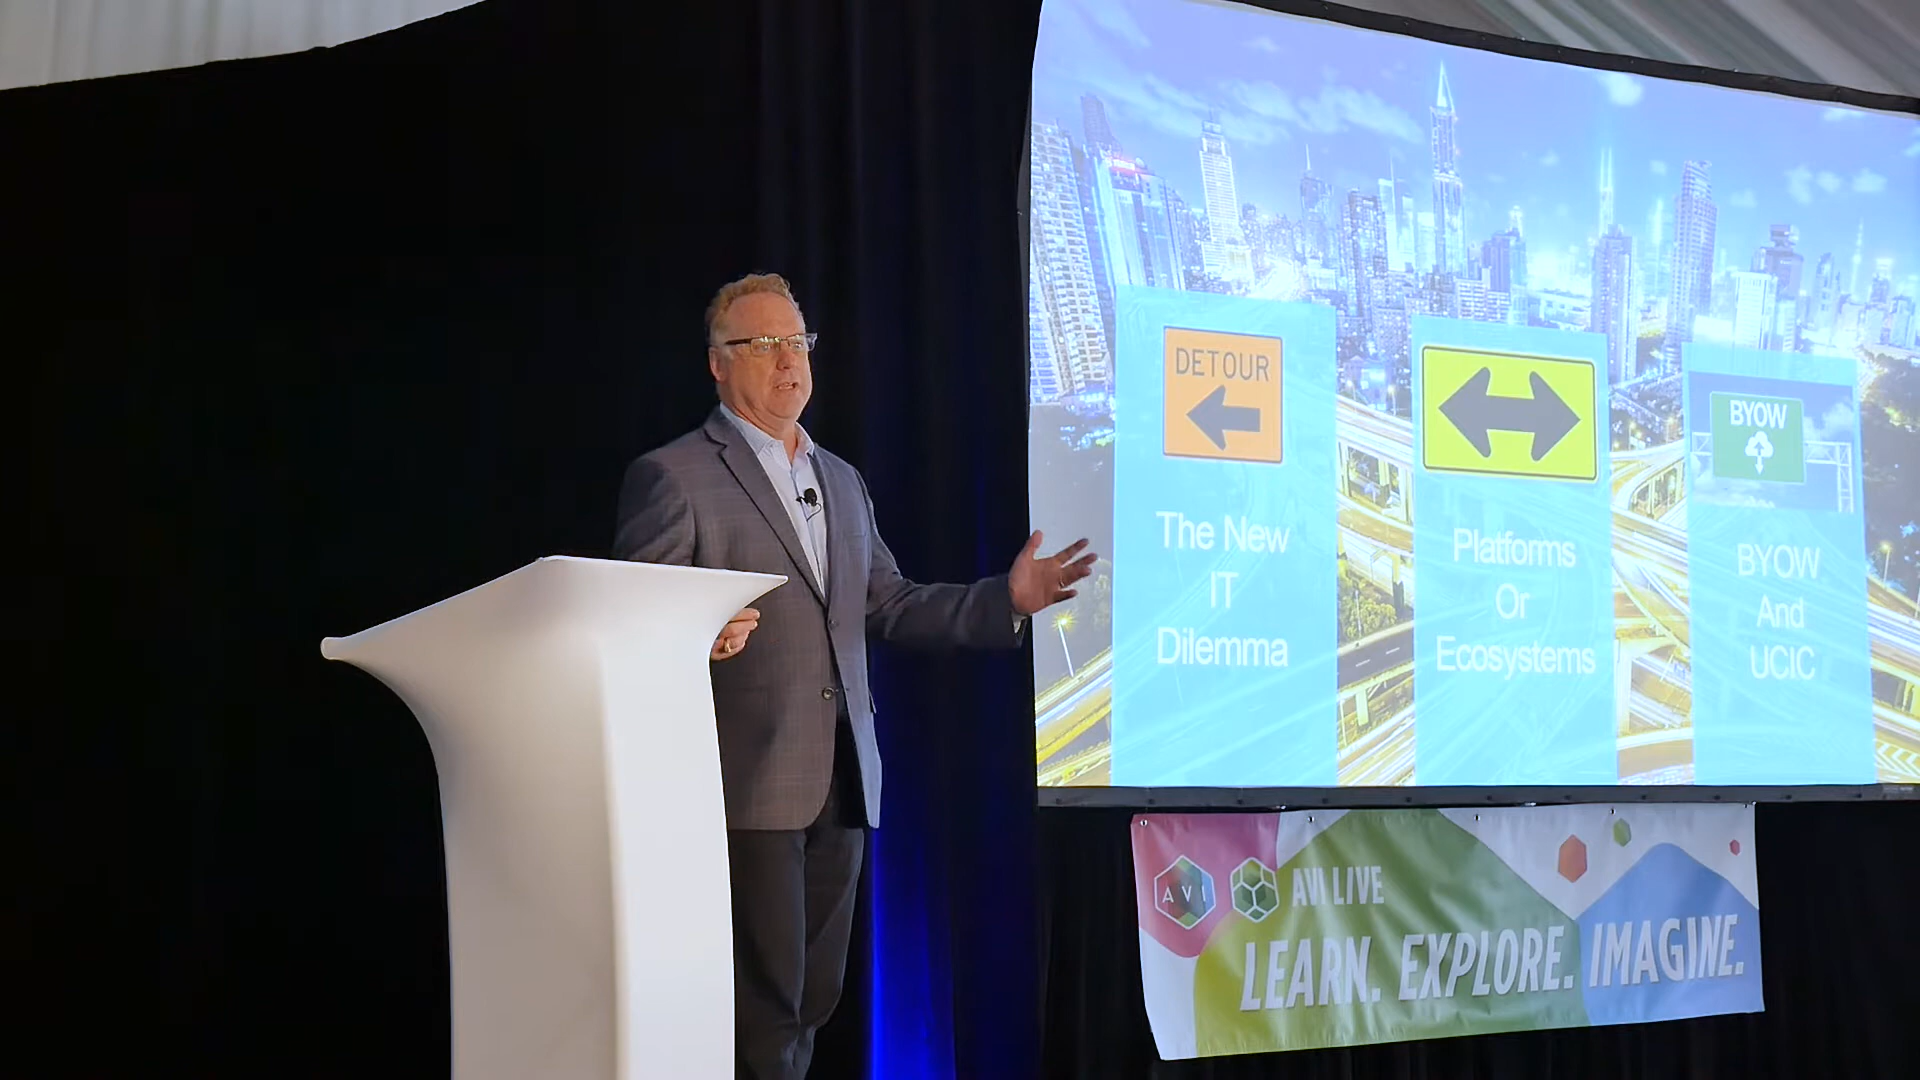 DETOUR
The New
IT
Dilemma
Platforms
Or
Ecosystems
BYOW
BYOW
And
UCIC
AVI
AVI LIVE
LEARN. EXPLORE. IMAGINE.